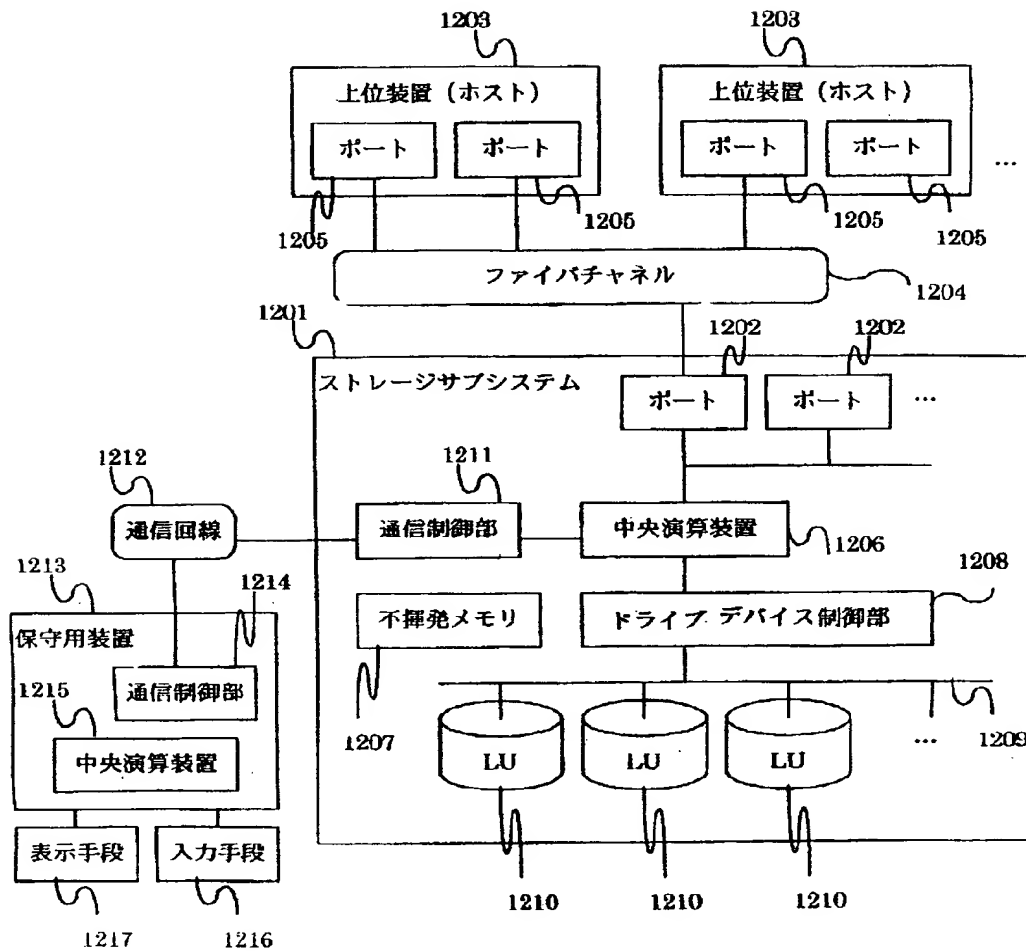 1203
1203
上位装置（ホスト）
上位装置（ホスト）
ポート
ポート
ポート
ポート
…
1205
1205
1205
1205
ファイバチャネル
1204
1201
1202
1202
ストレージサブシステム
ポート
ポート
…
1212
1211
通信回線
通信制御部
中央演算装置
1206
1213
1214
1208
保守用装置
不揮発メモリ
ドライブ デバイス制御部
通信制御部
1215
中央演算装置
1207
LU
LU
LU
…
1209
表示手段
入力手段
1210
1210
1210
1217
1216